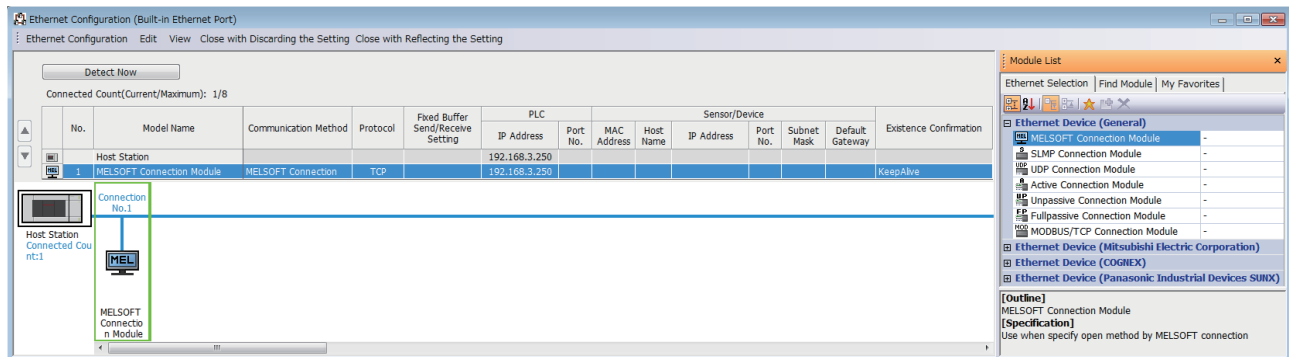 Ethernet Configuration (Built-in Ethernet Port)
Ethernet Configuration Edit View Close with Discarding the Setting Close with Reflecting the Setting
Detect Now
Connected Count(Current/Maximum): 1/8
No. Model Name Communication Method Protocol Fixed Buffer Send/Receive Setting PLC Sensor/Device Existence Confirmation
IP Address Port No. MAC Address Host Name IP Address Port No. Subnet Mask Default Gateway
Host Station 192.168.3.250
1 MELSOFT Connection Module MELSOFT Connection TCP 192.168.3.250 KeepAlive
Connection
No.1
Host Station
Connected Cou
nt:1
MEL
MELSOFT
Connectio
n Module
Module List
Ethernet Selection Find Module My Favorites
Ethernet Device (General)
MELSOFT Connection Module -
SLMP Connection Module -
UDP Connection Module -
Active Connection Module -
Unpassive Connection Module -
Fullpassive Connection Module -
MODBUS/TCP Connection Module -
Ethernet Device (Mitsubishi Electric Corporation)
Ethernet Device (COGNEX)
Ethernet Device (Panasonic Industrial Devices SUNX)
[Outline]
MELSOFT Connection Module
[Specification]
Use when specify open method by MELSOFT connection